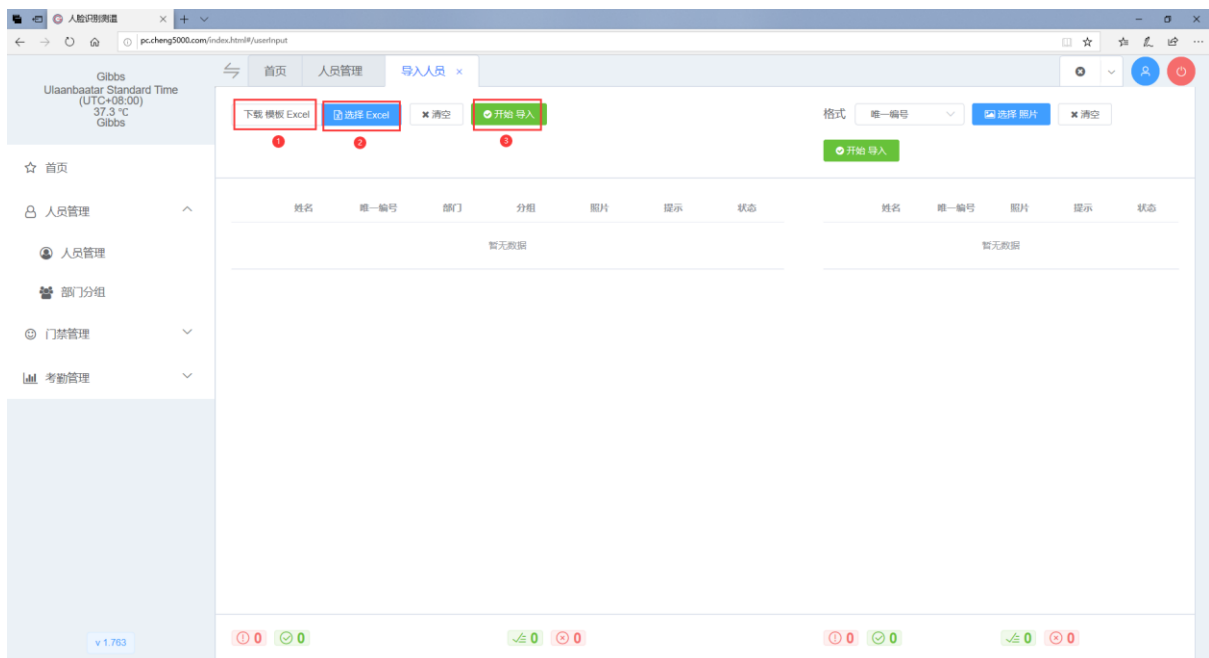 人脸识别测温
pc.cheng5000.com/index.html#/userInput
Gibbs
Ulaanbaatar Standard Time
(UTC+08:00)
37.3 ℃
Gibbs
首页 人员管理 导入人员 ×
下载 模板 Excel 选择 Excel 清空 开始 导入
1 2 3
格式 唯一编号 选择 照片 清空
开始 导入
首页
人员管理
人员管理
部门分组
门禁管理
考勤管理
姓名 唯一编号 部门 分组 照片 提示 状态
暂无数据
姓名 唯一编号 照片 提示 状态
暂无数据
v 1.763
0 0 0 0
0 0 0 0